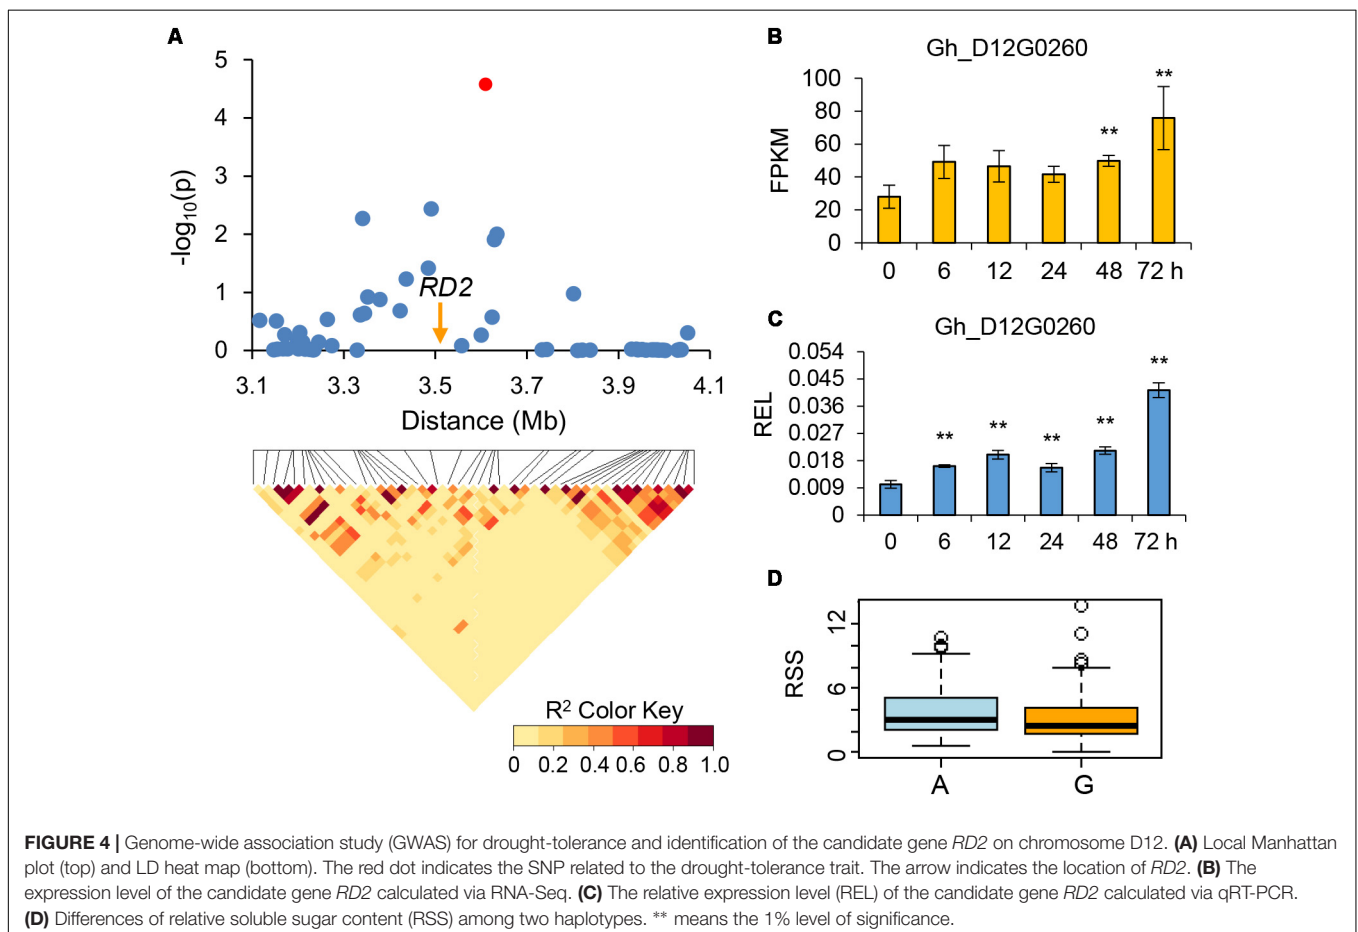 A
5
4
3
2
1
0
-log10(p)
RD2
3.1 3.3 3.5 3.7 3.9 4.1
Distance (Mb)
R2 Color Key
0 0.2 0.4 0.6 0.8 1.0
B
Gh_D12G0260
100
80
60
40
20
0
FPKM
** **
0 6 12 24 48 72 h
C
Gh_D12G0260
0.054
0.045
0.036
0.027
0.018
0.009
0
REL
** ** ** ** **
0 6 12 24 48 72 h
D
12
6
0
RSS
A G
FIGURE 4 | Genome-wide association study (GWAS) for drought-tolerance and identification of the candidate gene RD2 on chromosome D12. (A) Local Manhattan
plot (top) and LD heat map (bottom). The red dot indicates the SNP related to the drought-tolerance trait. The arrow indicates the location of RD2. (B) The
expression level of the candidate gene RD2 calculated via RNA-Seq. (C) The relative expression level (REL) of the candidate gene RD2 calculated via qRT-PCR.
(D) Differences of relative soluble sugar content (RSS) among two haplotypes. ** means the 1% level of significance.